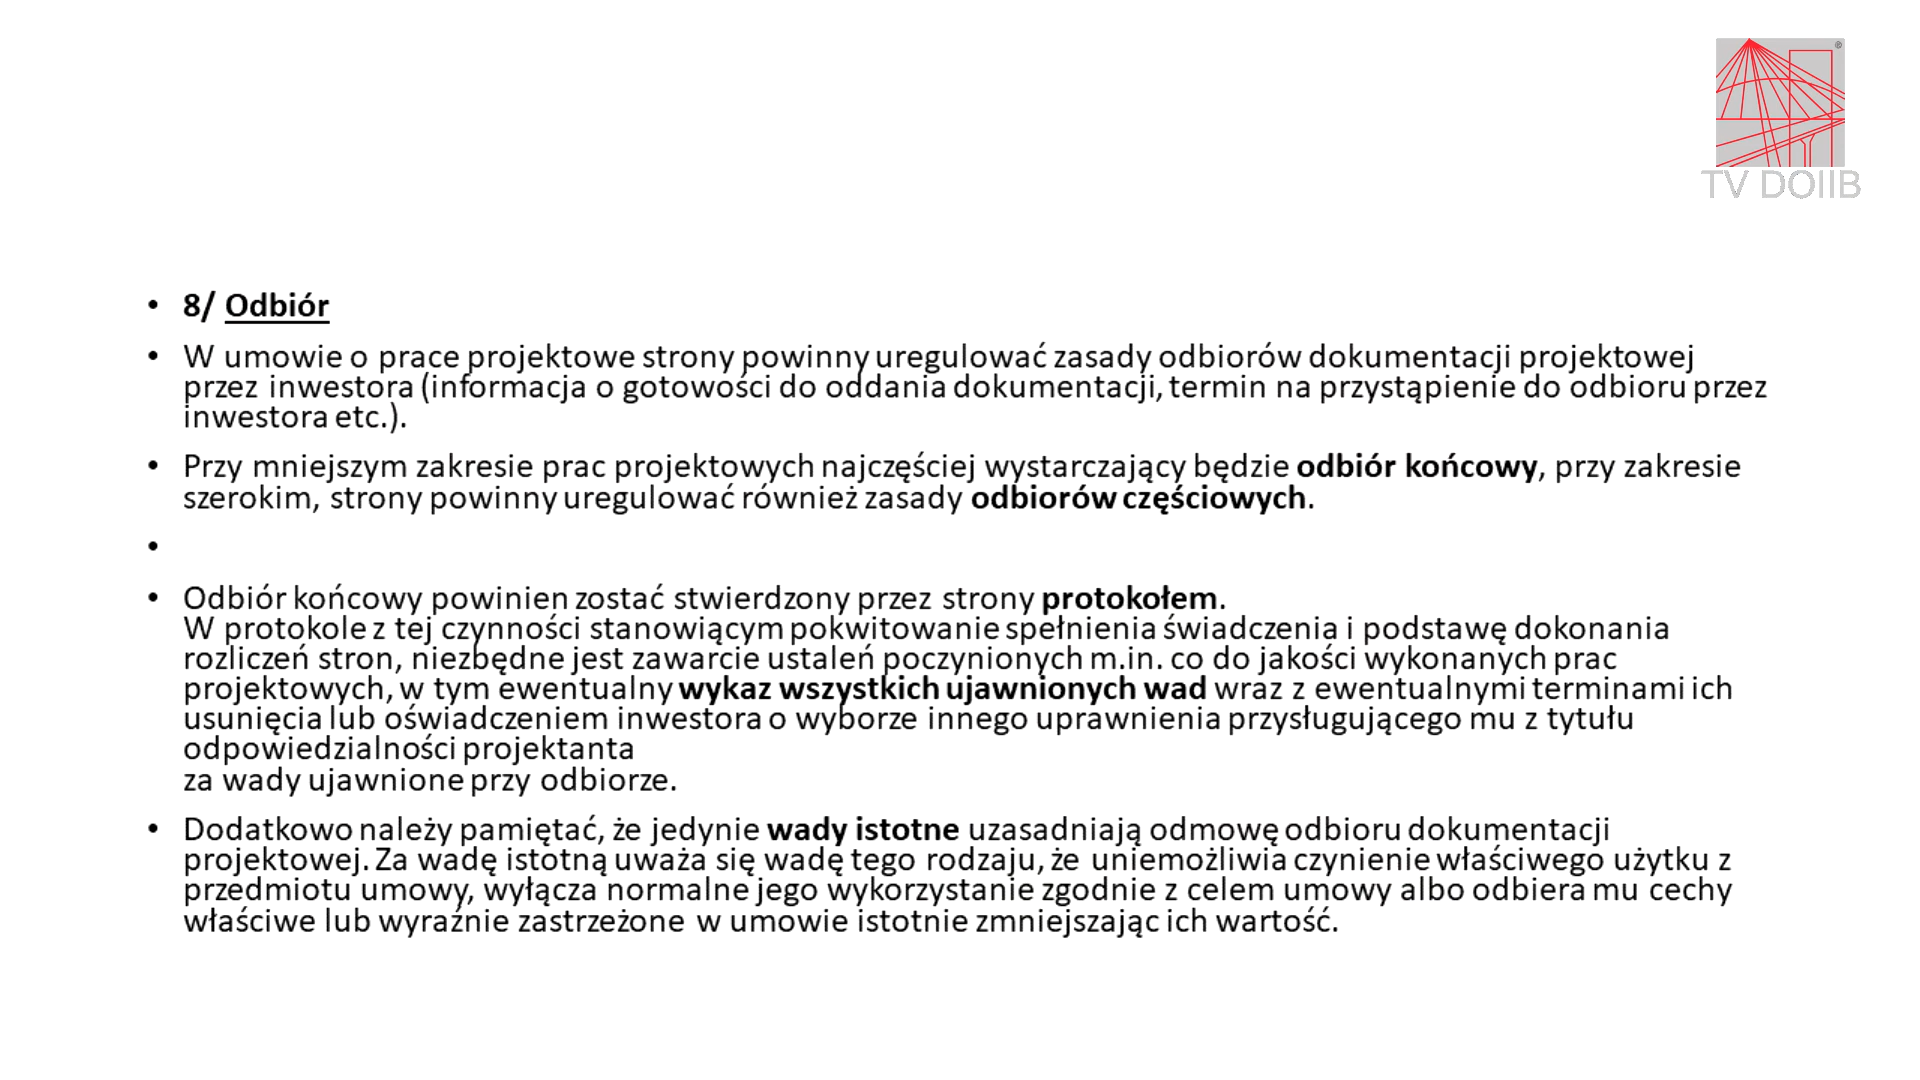 ®
TV DOIIB
• 8/ Odbiór
• W umowie o prace projektowe strony powinny uregulować zasady odbiorów dokumentacji projektowej
przez inwestora (informacja o gotowości do oddania dokumentacji, termin na przystąpienie do odbioru przez
inwestora etc.).
• Przy mniejszym zakresie prac projektowych najczęściej wystarczający będzie odbiór końcowy, przy zakresie
szerokim, strony powinny uregulować również zasady odbiorów częściowych.
•
• Odbiór końcowy powinien zostać stwierdzony przez strony protokołem.
W protokole z tej czynności stanowiącym pokwitowanie spełnienia świadczenia i podstawę dokonania
rozliczeń stron, niezbędne jest zawarcie ustaleń poczynionych m.in. co do jakości wykonanych prac
projektowych, w tym ewentualny wykaz wszystkich ujawnionych wad wraz z ewentualnymi terminami ich
usunięcia lub oświadczeniem inwestora o wyborze innego uprawnienia przysługującego mu z tytułu
odpowiedzialności projektanta
za wady ujawnione przy odbiorze.
• Dodatkowo należy pamiętać, że jedynie wady istotne uzasadniają odmowę odbioru dokumentacji
projektowej. Za wadę istotną uważa się wadę tego rodzaju, że uniemożliwia czynienie właściwego użytku z
przedmiotu umowy, wyłącza normalne jego wykorzystanie zgodnie z celem umowy albo odbiera mu cechy
właściwe lub wyraźnie zastrzeżone w umowie istotnie zmniejszając ich wartość.